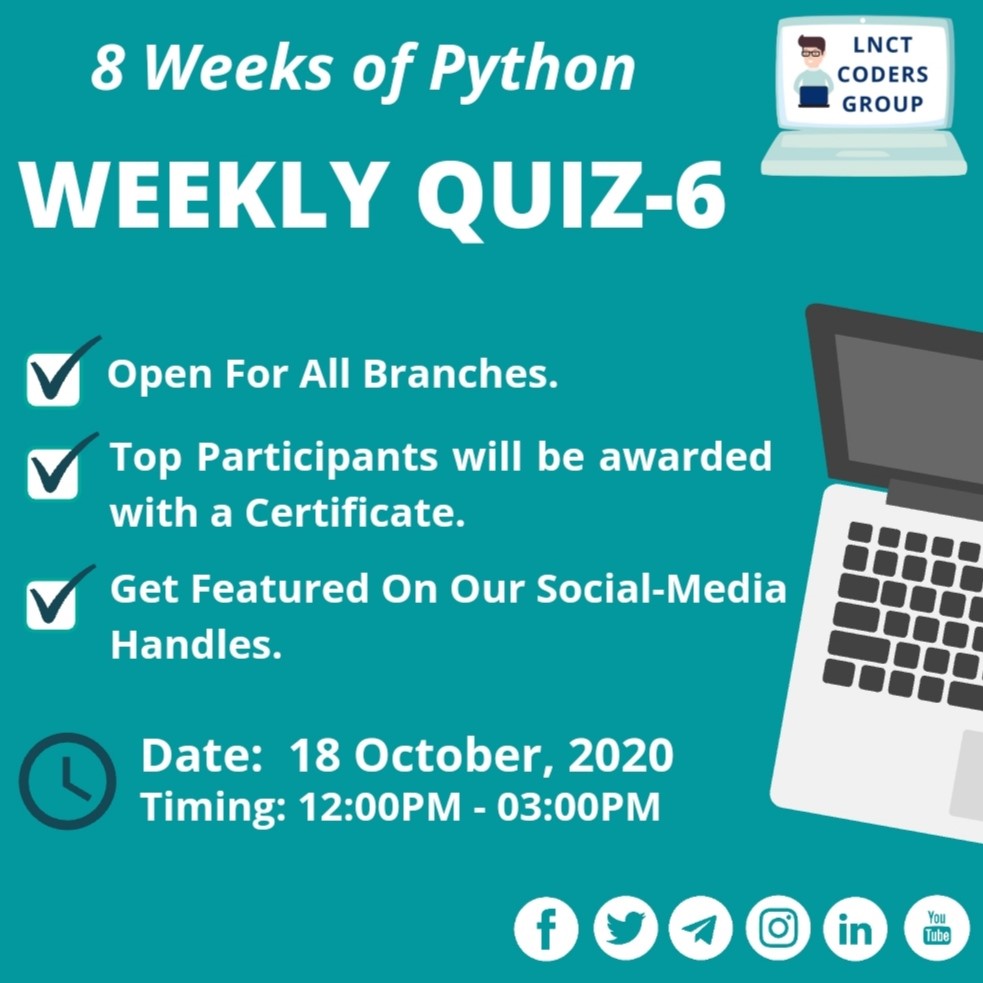 8 Weeks of Python
LNCT
CODERS
GROUP
WEEKLY QUIZ-6
Open For All Branches.
Top Participants will be awarded
with a Certificate.
Get Featured On Our Social-Media
Handles.
Date: 18 October, 2020
Timing: 12:00PM - 03:00PM
You
Tube